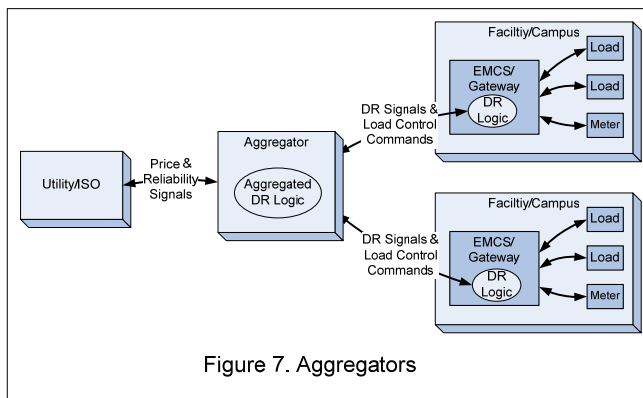 Faciltiy/Campus
EMCS/
Gateway
DR
Logic
Load
Load
Meter
DR Signals &
Load Control
Commands
Aggregator
Aggregated
DR Logic
Price &
Reliability
Signals
Utility/ISO
DR Signals &
Load Control
Commands
Faciltiy/Campus
EMCS/
Gateway
DR
Logic
Load
Load
Meter
Figure 7. Aggregators